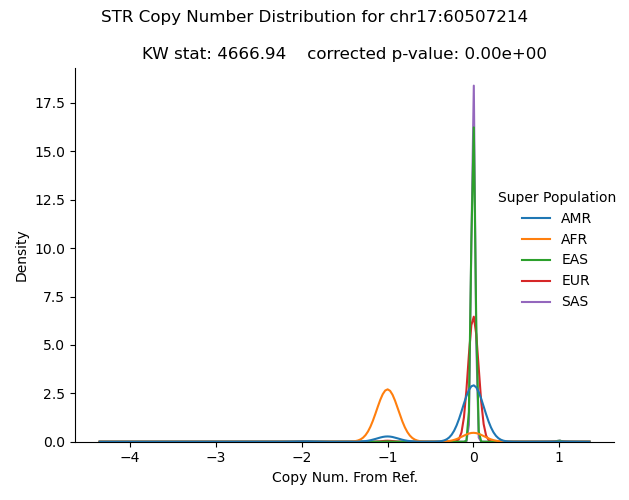 STR Copy Number Distribution for chr17:60507214
KW stat: 4666.94    corrected p-value: 0.00e+00
17.5
15.0
12.5
10.0
7.5
5.0
2.5
0.0
Density
Super Population
AMR
AFR
EAS
EUR
SAS
−4
−3
−2
−1
0
1
Copy Num. From Ref.